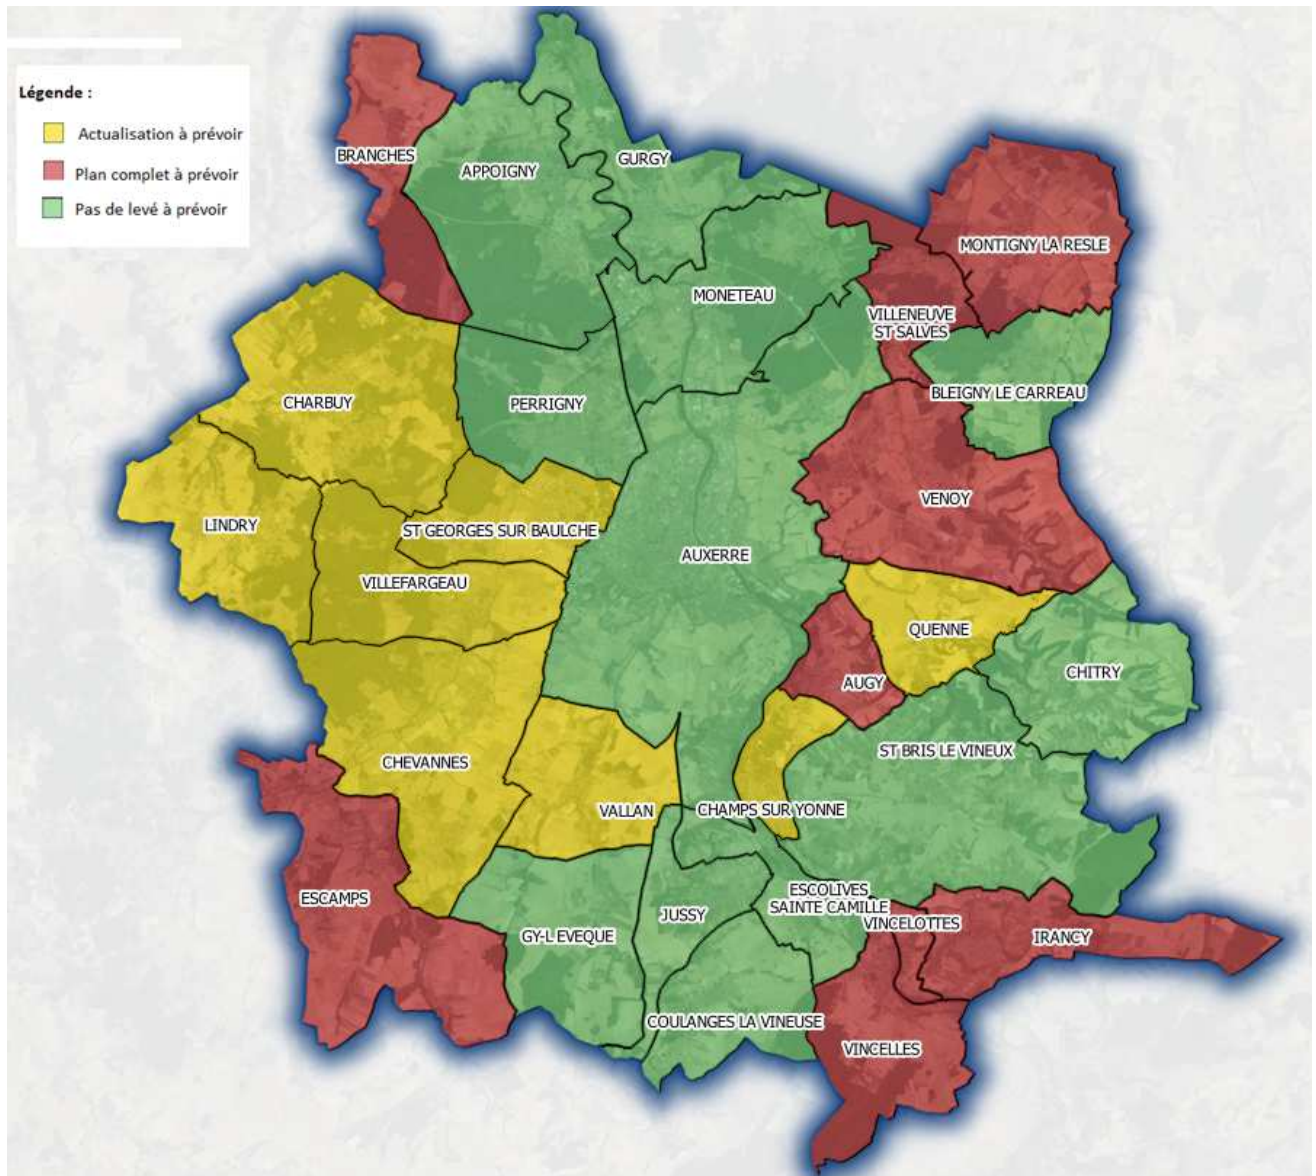 Légende :
Actualisation à prévoir
Plan complet à prévoir
Pas de levé à prévoir
BRANCHES
APPOIGNY
GURGY
MONTIGNY LA RESLE
MONETEAU
VILLENEUVE
ST SALVES
CHARBUY
PERRIGNY
BLEIGNY LE CARREAU
VENOY
LINDRY
ST GEORGES SUR BAULCHE
AUXERRE
VILLEFARGEAU
QUENNE
AUGY
CHITRY
ST BRIS LE VINEUX
CHEVANNES
VALLAN
CHAMPS SUR YONNE
ESCAMPS
ESCOLIVES
SAINTE CAMILLE
JUSSY
VINCELOTTES
GY-L EVEQUE
IRANCY
COULANGES LA VINEUSE
VINCELLES